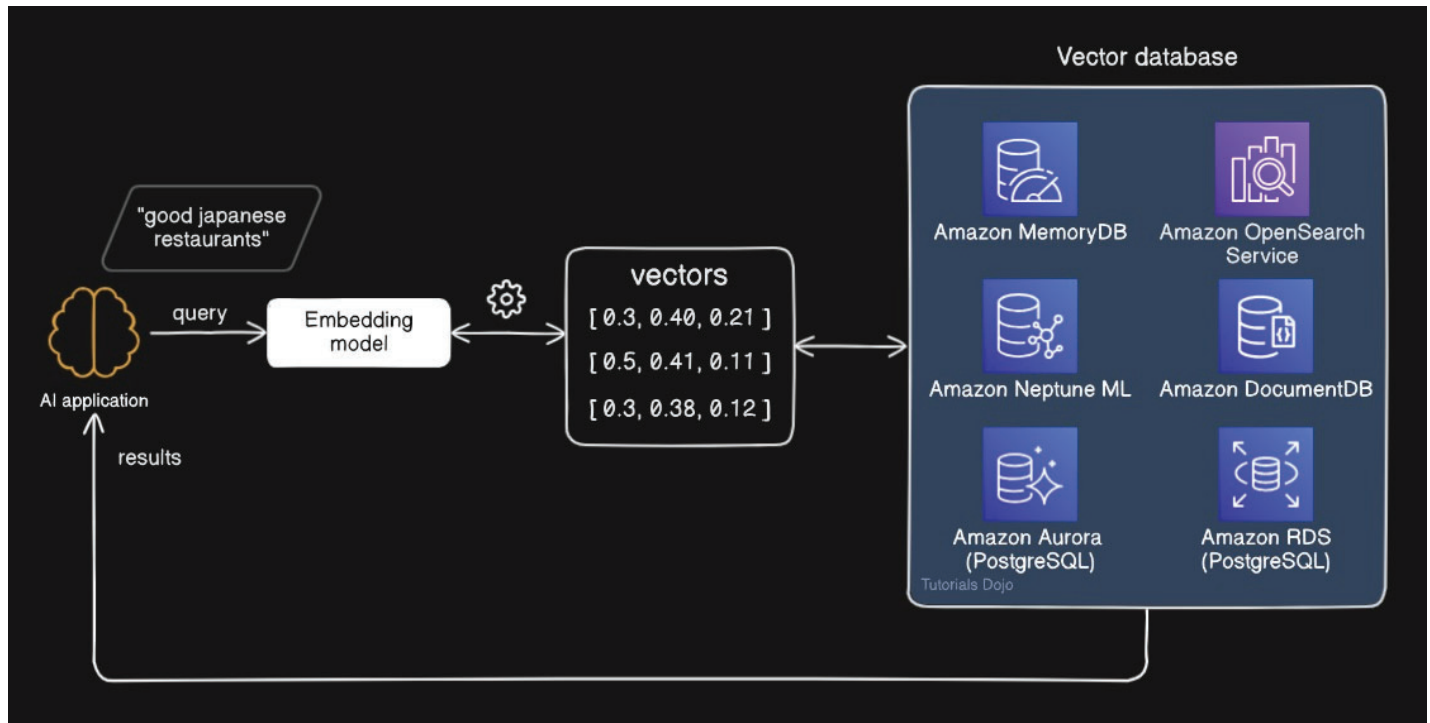 Vector database
"good japanese
restaurants"
query
Embedding
model
AI application
results
vectors
[ 0.3, 0.40, 0.21 ]
[ 0.5, 0.41, 0.11 ]
[ 0.3, 0.38, 0.12 ]
Amazon MemoryDB
Amazon OpenSearch
Service
Amazon Neptune ML
Amazon DocumentDB
Amazon Aurora
(PostgreSQL)
Amazon RDS
(PostgreSQL)
Tutorials Dojo